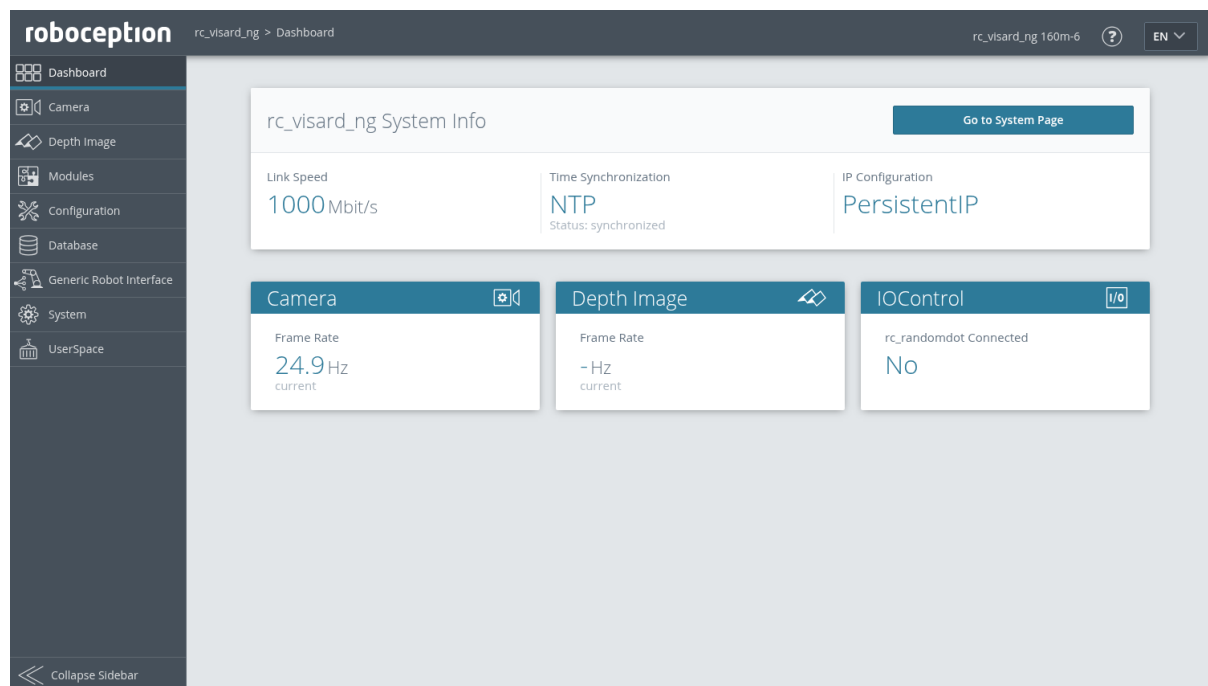 roboception
rc_visard_ng > Dashboard
rc_visard_ng 160m-6
?
EN
Dashboard
Camera
Depth Image
Modules
Configuration
Database
Generic Robot Interface
System
UserSpace
Collapse Sidebar
rc_visard_ng System Info
Go to System Page
Link Speed
1000 Mbit/s
Time Synchronization
NTP
Status: synchronized
IP Configuration
PersistentIP
Camera
Frame Rate
24.9 Hz
current
Depth Image
Frame Rate
- Hz
current
IOControl
I/O
rc_randomdot Connected
No